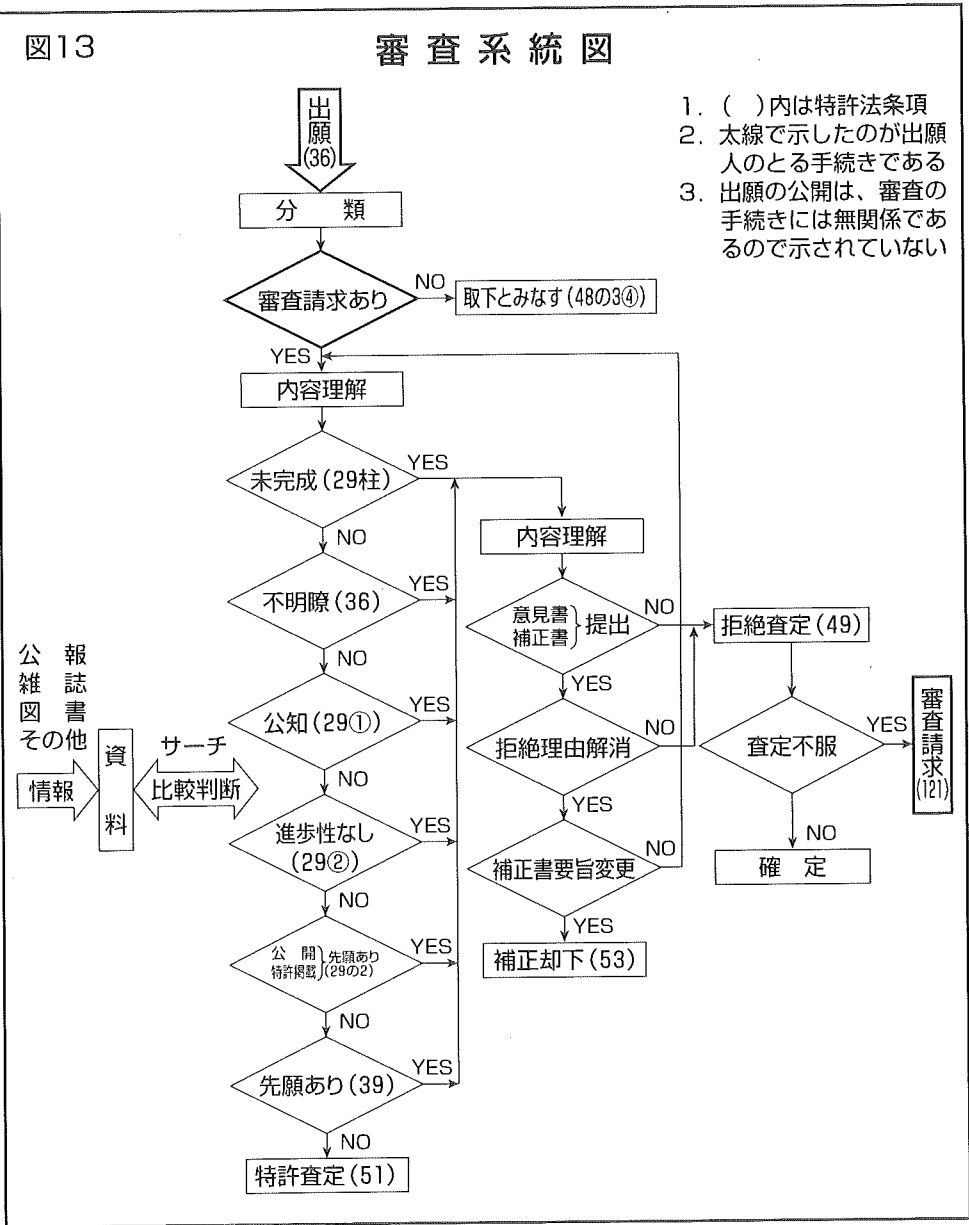 図13
審査系統図
1. ( )内は特許法条項
2. 太線で示したのが出願
人のとる手続きである
3. 出願の公開は、審査の
手続きには無関係であ
るので示されていない
出願
(36)
分 類
審査請求あり
NO
取下とみなす(48の3④)
YES
内容理解
未完成(29柱)
YES
NO
不明瞭(36)
YES
NO
公知(29①)
YES
NO
進歩性なし
(29②)
YES
NO
公 開
特許掲載
先願あり
(29の2)
YES
NO
先願あり(39)
YES
NO
特許査定(51)
公 報
雑 誌
図 書
その他
情報
資料
サーチ
比較判断
内容理解
意見書
補正書
提出
NO
YES
拒絶理由解消
NO
YES
補正書要旨変更
NO
YES
補正却下(53)
拒絶査定(49)
査定不服
YES
審査請求
(121)
NO
確 定